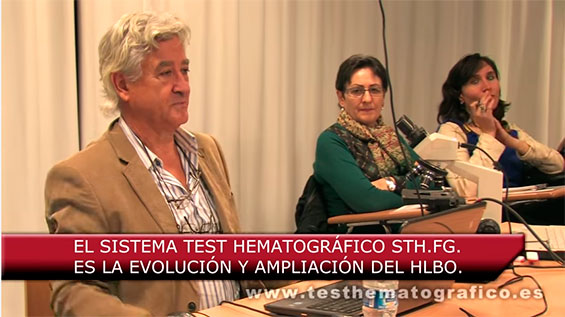 EL SISTEMA TEST HEMATOGRÁFICO STH.FG.
ES LA EVOLUCIÓN Y AMPLIACIÓN DEL HLBO.
www.testhematografico.es